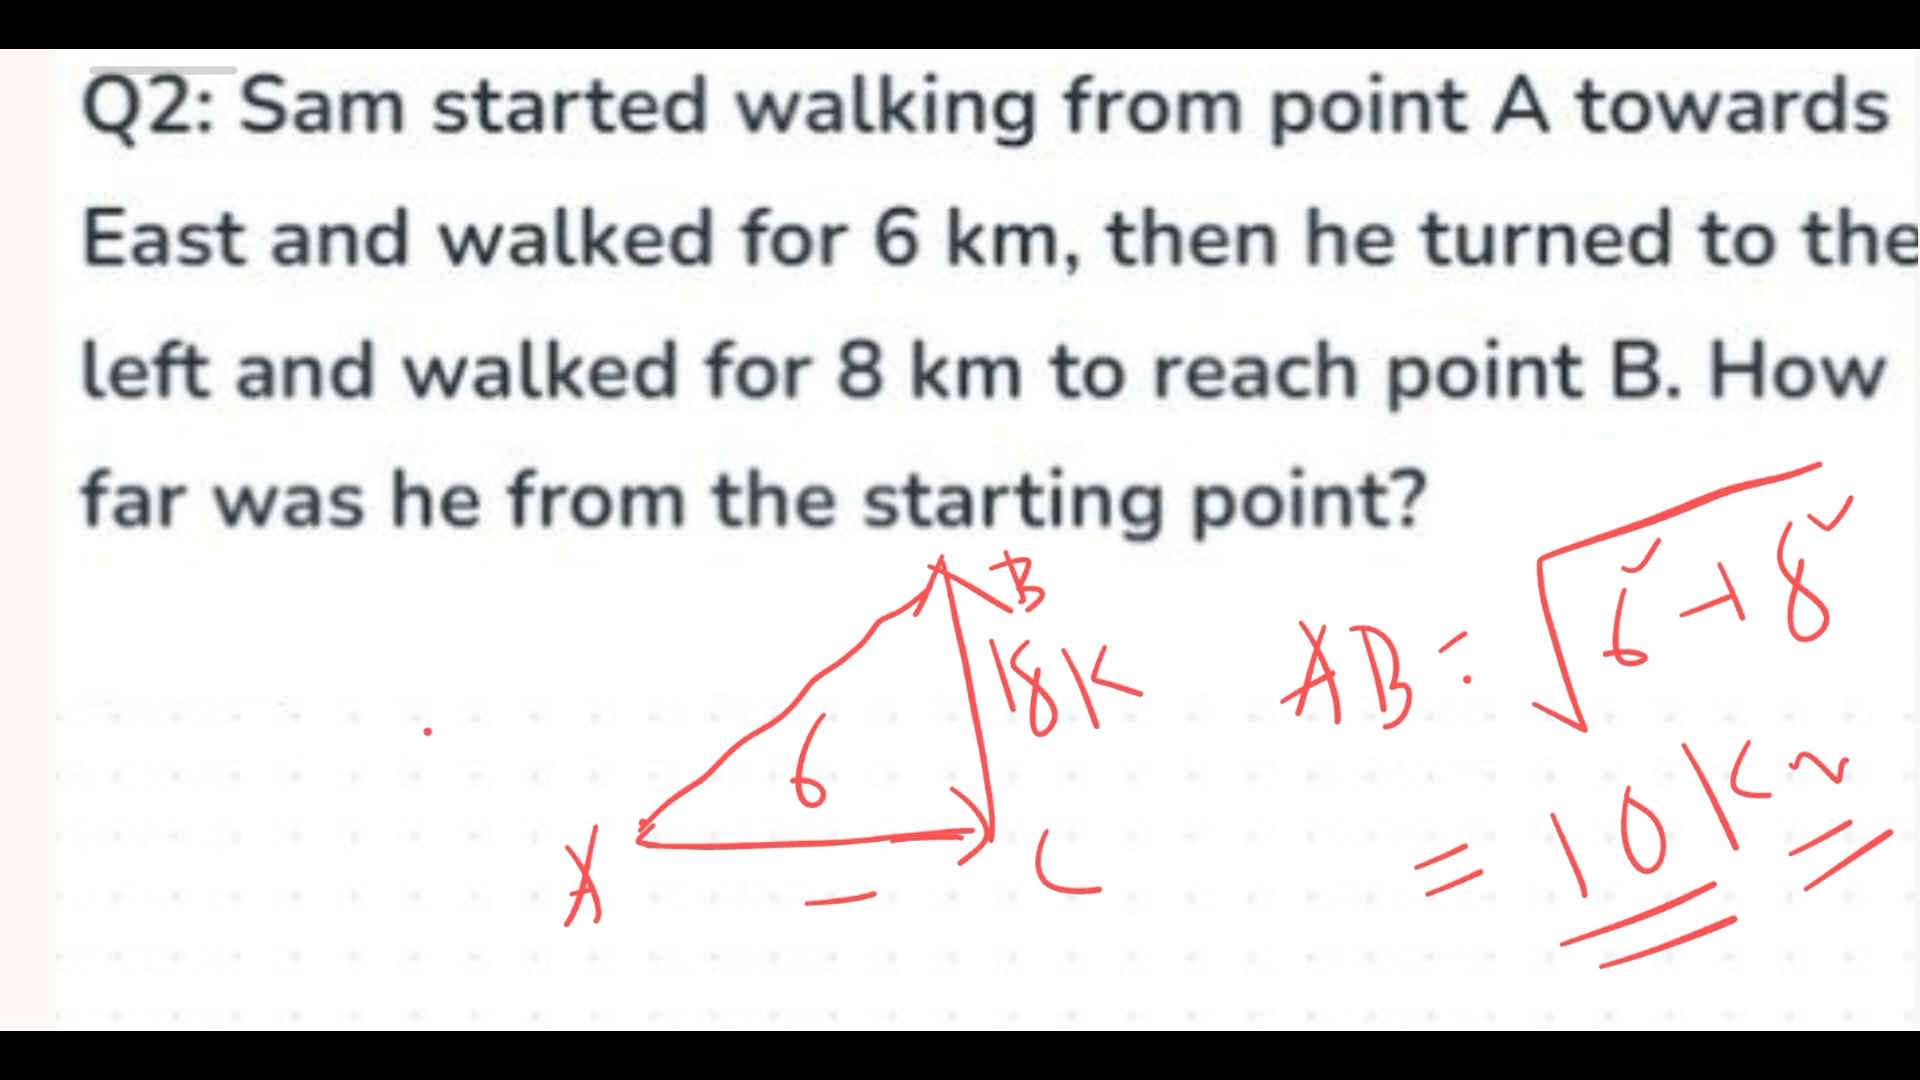 Q2: Sam started walking from point A towards
East and walked for 6 km, then he turned to the
left and walked for 8 km to reach point B. How
far was he from the starting point?
B
8K
6
A
C
AB = √6² + 8²
= 10 Km